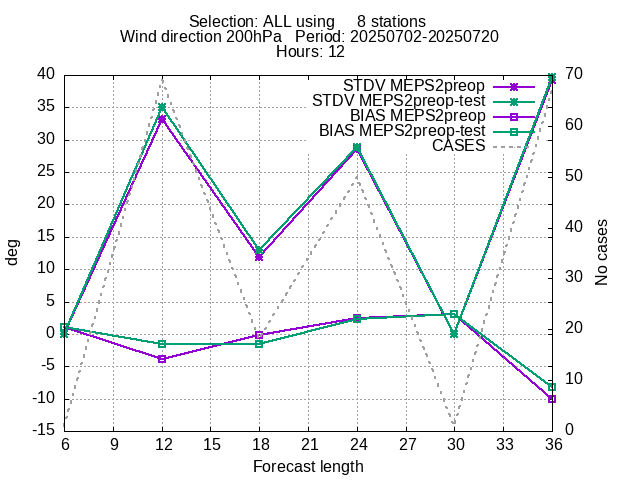 Selection: ALL using     8 stations
Wind direction 200hPa   Period: 20250702-20250720
Hours: 12
STDV MEPS2preop
STDV MEPS2preop-test
BIAS MEPS2preop
BIAS MEPS2preop-test
CASES
40
35
30
25
20
15
10
5
0
-5
-10
-15
deg
70
60
50
40
30
20
10
0
No cases
6 9 12 15 18 21 24 27 30 33 36
Forecast length